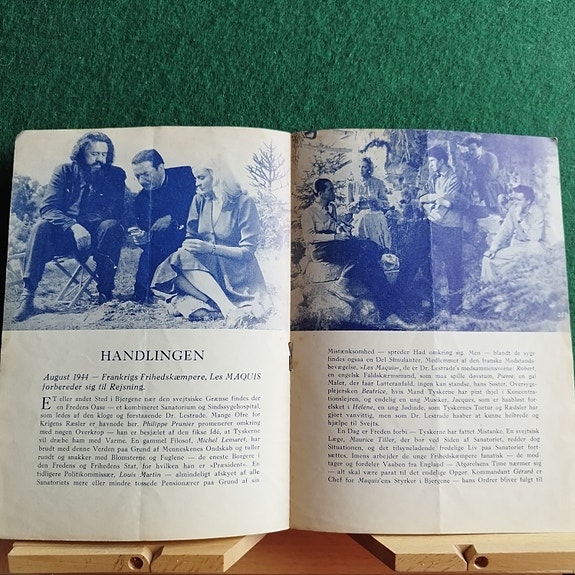 HANDLINGEN
August 1944 — Frankrigs Frihedskæmpere, Les MAQUIS
forbereder sig til Rejsning.
ET eller andet Sted i Bjergene nær den svejtsiske Grænse findes der
en Fredens Oase — et kombineret Sanatorium og Sindssygehospital,
som ledes af den kloge og forstaaende Dr. Lestrade. Mange Ofre for
Krigens Rædsler er havnede her. Philippe Prunier promenerer omkring
med nøgen Overkrop — han er besjælet af den fikse Idé, at Tyskerne
vil dræbe ham med Varme. En gammel Filosof, Michel Lemaret, har
brudt med denne Verden paa Grund af Menneskenes Ondskab og taler
rundt og snakker med Blomsterne og Fuglene — de eneste Borgere i
den Fredens og Frihedens Stat, for hvilken han er »Præsident«. En
tidligere Politikommissær, Louis Martin — almindeligt afskyet af alle
Sanatoriets mere eller mindre tossede Pensionærer paa Grund af sin
Mistænksomhed — spreder Had omkring sig. Men — blandt de syge
findes ogsaa en Del Simulanter, Medlemmer af den franske Modstands-
bevægelse, »Les Maquis«, de er Dr. Lestrade's medsammensvorne: Robert,
en engelsk Faldskærmsmand, som maa spille døvstum, Pierre, en gal
Maler, der faar Latteranfald, ingen kan standse, hans Søster, Oversyge-
plejersken Béatrice, hvis Mand Tyskerne har pint ihjel i Koncentra-
tionslejren, og endelig en ung Musiker, Jacques, som er haabløst for-
elsket i Hélène, en ung Jødinde, som Tyskernes Tortur og Rædsler har
gjort vanvittig, men som Dr. Lestrade haaber at kunne helbrede og
hjælpe til Svejts.
En Dag er Freden forbi — Tyskerne har fattet Mistanke. En svejtsisk
Læge, Maurice Tiller, der bor ved Siden af Sanatoriet, redder dog
Situationen, og det tilsyneladende fredelige Liv paa Sanatoriet fort-
sættes. Imens arbejder de unge Frihedskæmpere fanatisk — de mod-
tager og fordeler Vaaben fra England — Afgørelsens Time nærmer sig
— alt skal være parat til det endelige Opgør. Kommandant Gérard er
Chef for Maquis'ens Styrker i Bjergene — hans Ordrer bliver fulgt til